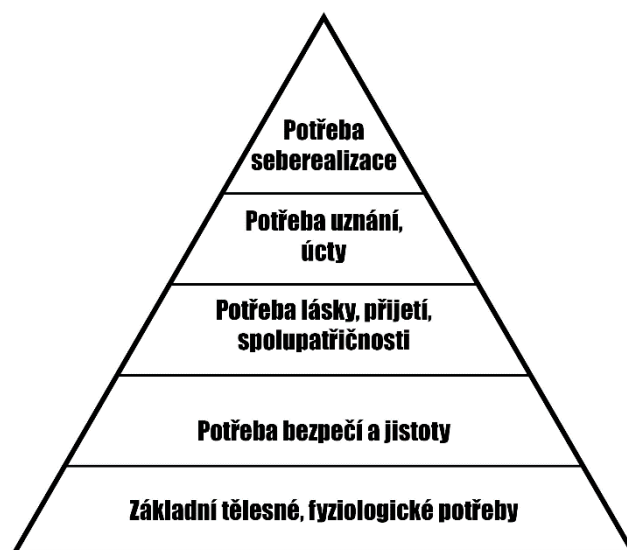 Potřeba
seberealizace
Potřeba uznání,
úcty
Potřeba lásky, přijetí,
spolupatřičnosti
Potřeba bezpečí a jistoty
Základní tělesné, fyziologické potřeby